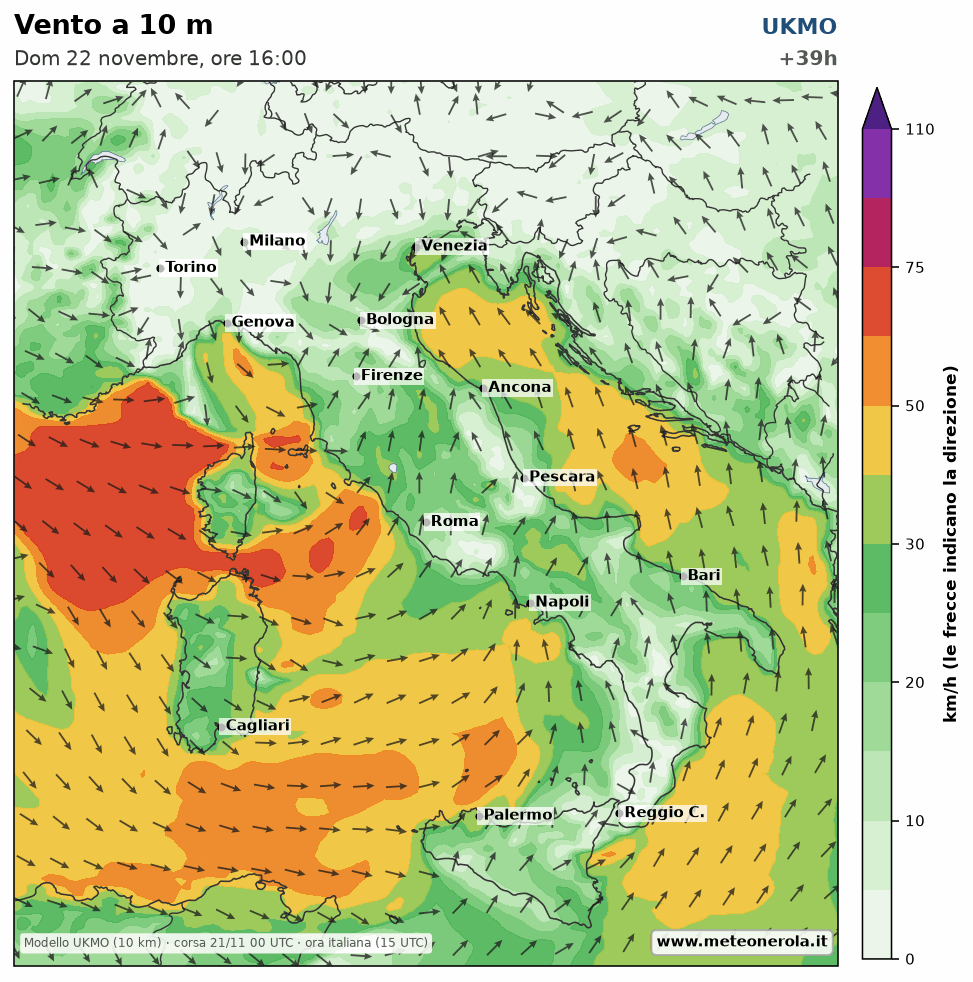 Vento a 10 m
UKMO
Dom 22 novembre, ore 16:00
+39h
110
75
50
30
20
10
0
km/h (le frecce indicano la direzione)
Venezia
Milano
Torino
Genova
Bologna
Firenze
Ancona
Pescara
Roma
Bari
Napoli
Cagliari
Palermo
Reggio C.
Modello UKMO (10 km) · corsa 21/11 00 UTC · ora italiana (15 UTC)
www.meteonerola.it